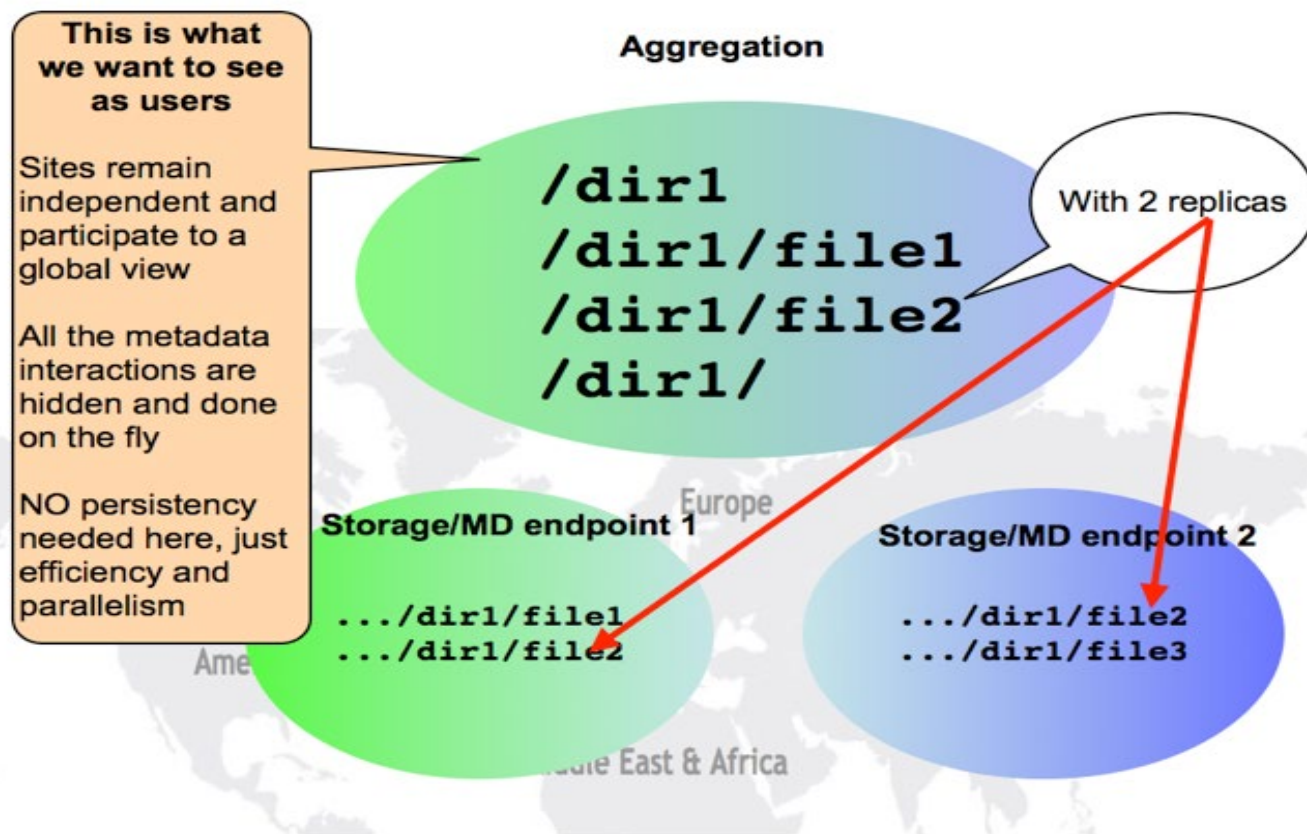 This is what
we want to see
as users
Sites remain
independent and
participate to a
global view
All the metadata
interactions are
hidden and done
on the fly
NO persistency
needed here, just
efficiency and
parallelism
Aggregation
/dir1
/dir1/file1
/dir1/file2
/dir1/
With 2 replicas
Europe
Storage/MD endpoint 1
.../dir1/file1
.../dir1/file2
Storage/MD endpoint 2
.../dir1/file2
.../dir1/file3
East & Africa